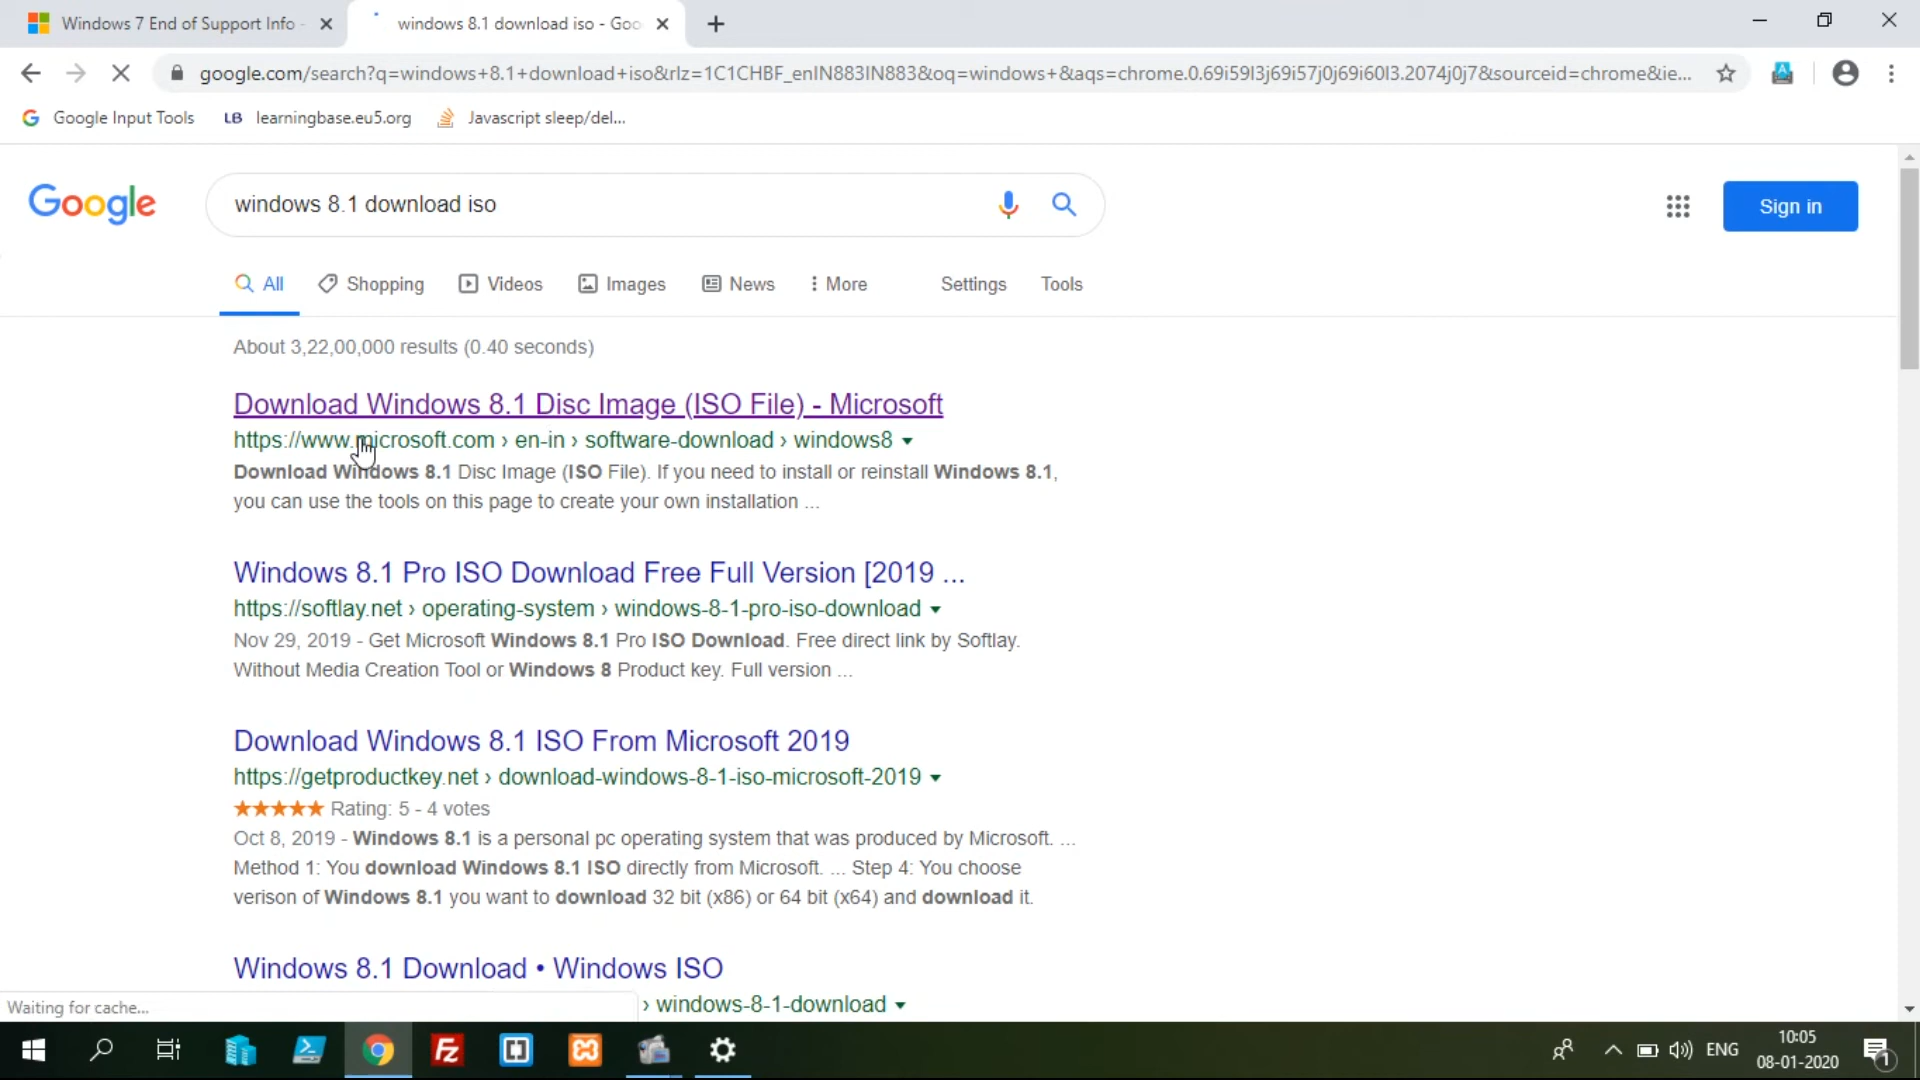 Windows 7 End of Support Info -
windows 8.1 download iso - Goo
google.com/search?q=windows+8.1+download+iso&rlz=1C1CHBF_enIN883IN883&oq=windows+&aqs=chrome.0.69i59l3j69i57j0j69i60l3.2074j0j7&sourceid=chrome&ie...
Google Input Tools
LB learningbase.eu5.org
Javascript sleep/del...
Google
windows 8.1 download iso
Sign in
All
Shopping
Videos
Images
News
More
Settings
Tools
About 3,22,00,000 results (0.40 seconds)
Download Windows 8.1 Disc Image (ISO File) - Microsoft
https://www.microsoft.com › en-in › software-download › windows8
Download Windows 8.1 Disc Image (ISO File). If you need to install or reinstall Windows 8.1,
you can use the tools on this page to create your own installation ...
Windows 8.1 Pro ISO Download Free Full Version [2019 ...
https://softlay.net › operating-system › windows-8-1-pro-iso-download
Nov 29, 2019 - Get Microsoft Windows 8.1 Pro ISO Download. Free direct link by Softlay.
Without Media Creation Tool or Windows 8 Product key. Full version ...
Download Windows 8.1 ISO From Microsoft 2019
https://getproductkey.net › download-windows-8-1-iso-microsoft-2019
Rating: 5 - 4 votes
Oct 8, 2019 - Windows 8.1 is a personal pc operating system that was produced by Microsoft. ...
Method 1: You download Windows 8.1 ISO directly from Microsoft. ... Step 4: You choose
verison of Windows 8.1 you want to download 32 bit (x86) or 64 bit (x64) and download it.
Windows 8.1 Download • Windows ISO
› windows-8-1-download
Waiting for cache...
Fz
ENG
10:05
08-01-2020
1